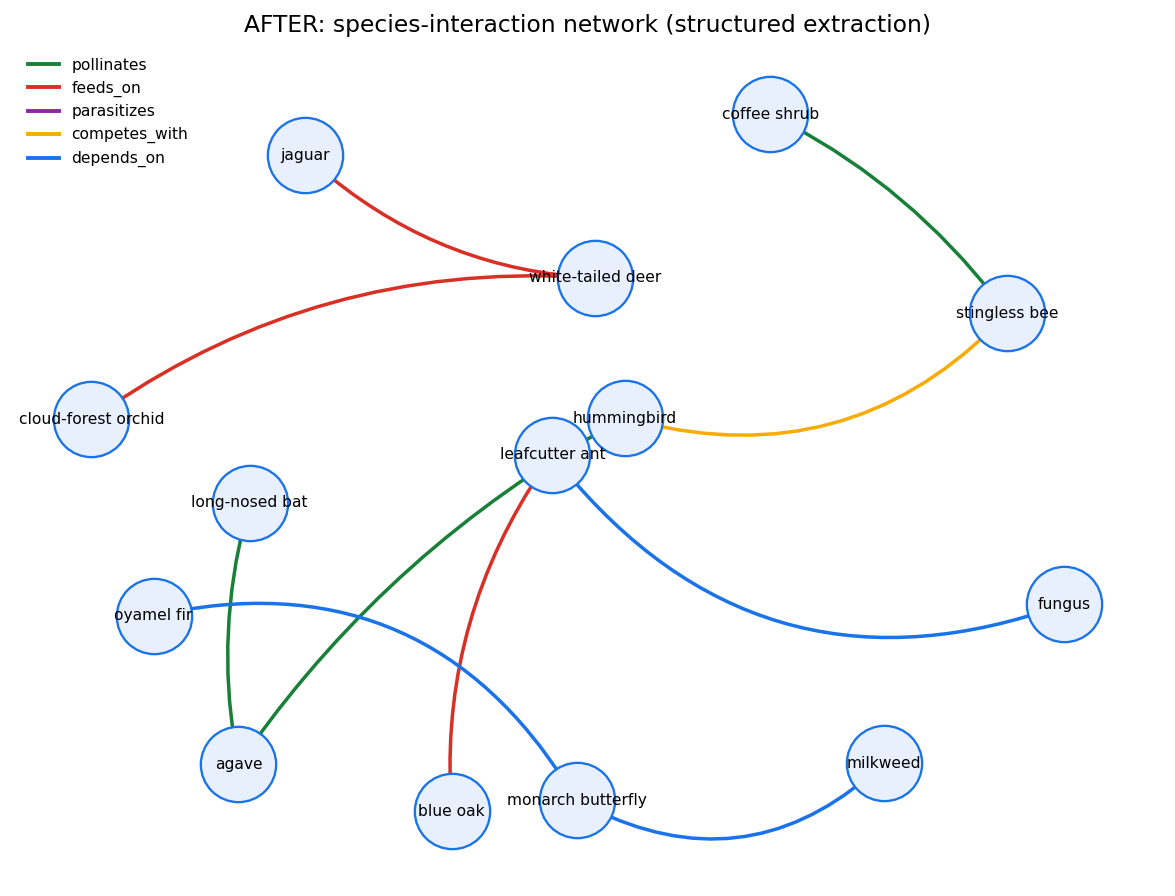 AFTER: species-interaction network (structured extraction)
pollinates
feeds_on
parasitizes
competes_with
depends_on
coffee shrub
jaguar
white-tailed deer
stingless bee
cloud-forest orchid
hummingbird
leafcutter ant
long-nosed bat
fungus
oyamel fir
agave
milkweed
monarch butterfly
blue oak